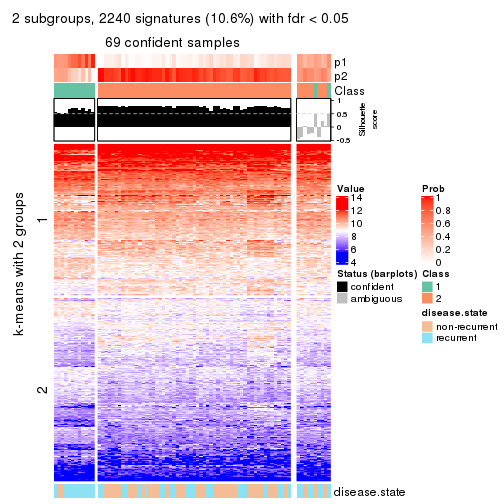 2 subgroups, 2240 signatures (10.6%) with fdr < 0.05
69 confident samples
p1
p2
Class
1
0.5
0
-0.5
Silhouette
score
k-means with 2 groups
1
2
disease.state
Value
14
12
10
8
6
4
Prob
1
0.8
0.6
0.4
0.2
0
Status (barplots)
confident
ambiguous
Class
1
2
disease.state
non-recurrent
recurrent